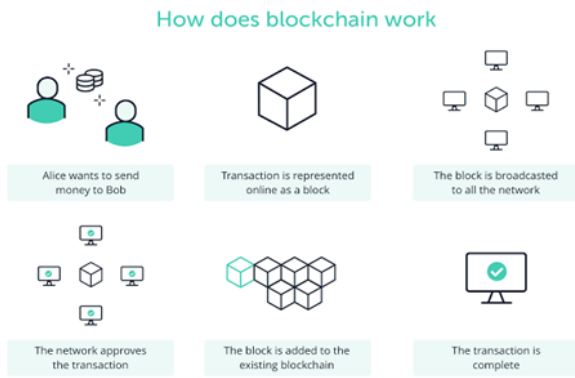 How does blockchain work
Alice wants to send
money to Bob
Transaction is represented
online as a block
The block is broadcasted
to all the network
The network approves
the transaction
The block is added to the
existing blockchain
The transaction is
complete